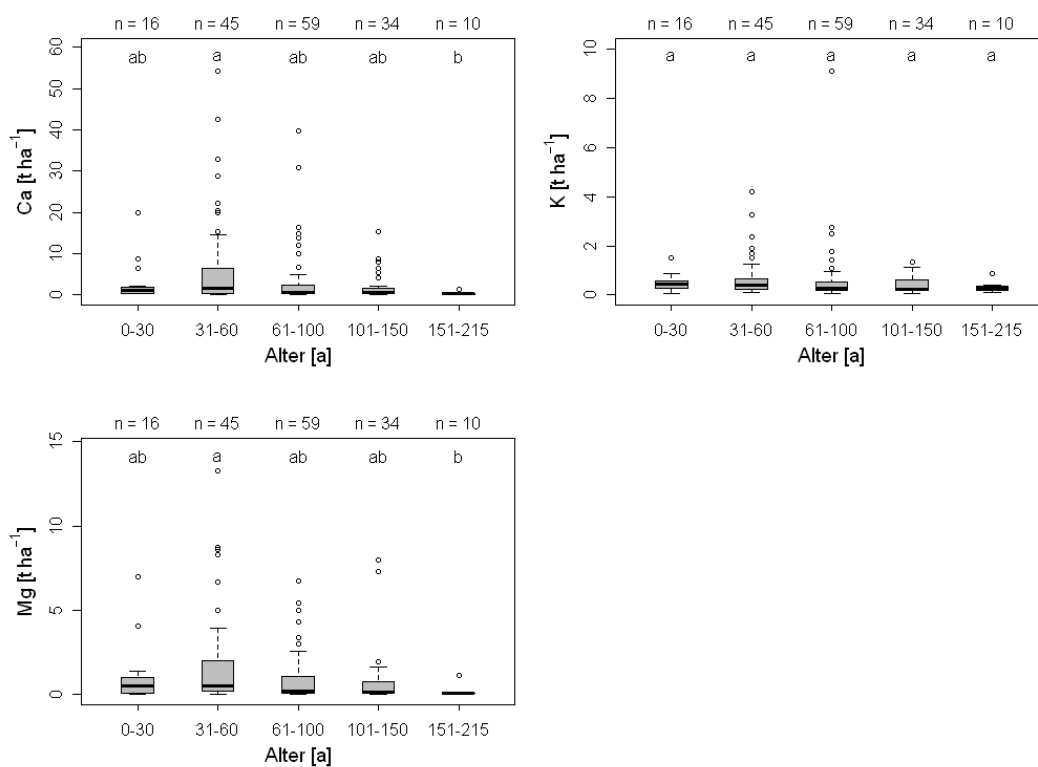 n = 16 n = 45 n = 59 n = 34 n = 10
ab a ab ab b
60
50
40
30
20
10
0
Ca [t ha⁻¹]
0-30 31-60 61-100 101-150 151-215
Alter [a]
n = 16 n = 45 n = 59 n = 34 n = 10
a a a a a
10
8
6
4
2
0
K [t ha⁻¹]
0-30 31-60 61-100 101-150 151-215
Alter [a]
n = 16 n = 45 n = 59 n = 34 n = 10
ab a ab ab b
15
10
5
0
Mg [t ha⁻¹]
0-30 31-60 61-100 101-150 151-215
Alter [a]